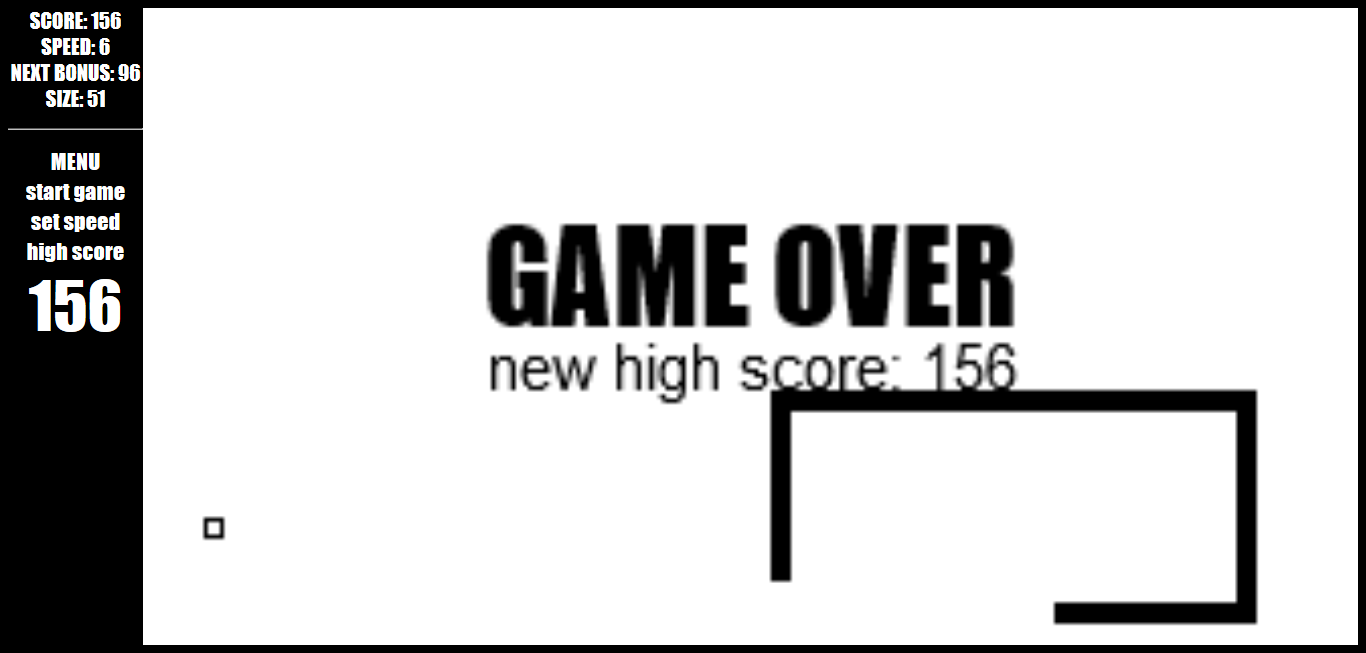 SCORE: 156
SPEED: 6
NEXT BONUS: 96
SIZE: 51
MENU
start game
set speed
high score
156
GAME OVER
new high score: 156